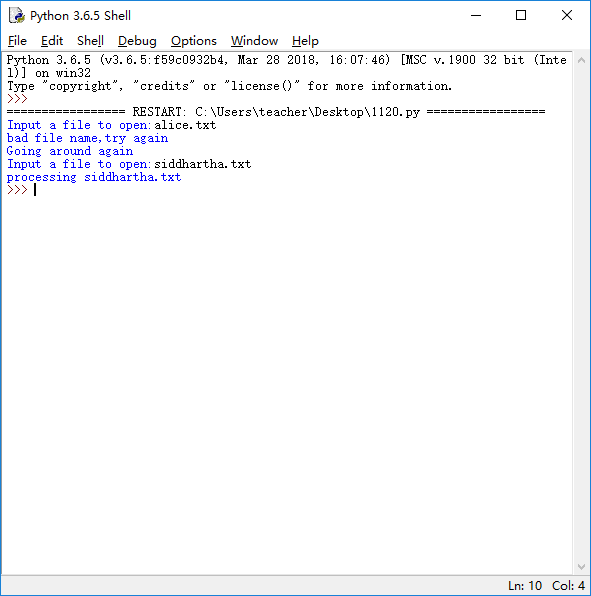 Python 3.6.5 Shell
File Edit Shell Debug Options Window Help
Python 3.6.5 (v3.6.5:f59c0932b4, Mar 28 2018, 16:07:46) [MSC v.1900 32 bit (Inte
l)] on win32
Type "copyright", "credits" or "license()" for more information.
>>>
================= RESTART: C:\Users\teacher\Desktop\1120.py =================
Input a file to open:alice.txt
bad file name,try again
Going around again
Input a file to open:siddhartha.txt
processing siddhartha.txt
>>>
Ln: 10 Col: 4